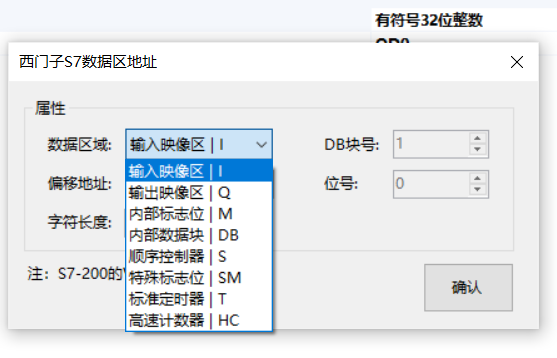 有符号32位整数
西门子S7数据区地址
属性
数据区域: 输入映像区 | I DB块号: 1
输入映像区 | I
偏移地址: 位号: 0
输出映像区 | Q
内部标志位 | M
字符长度:
内部数据块 | DB
顺序控制器 | S
注：S7-200的
特殊标志位 | SM
确认
标准定时器 | T
高速计数器 | HC